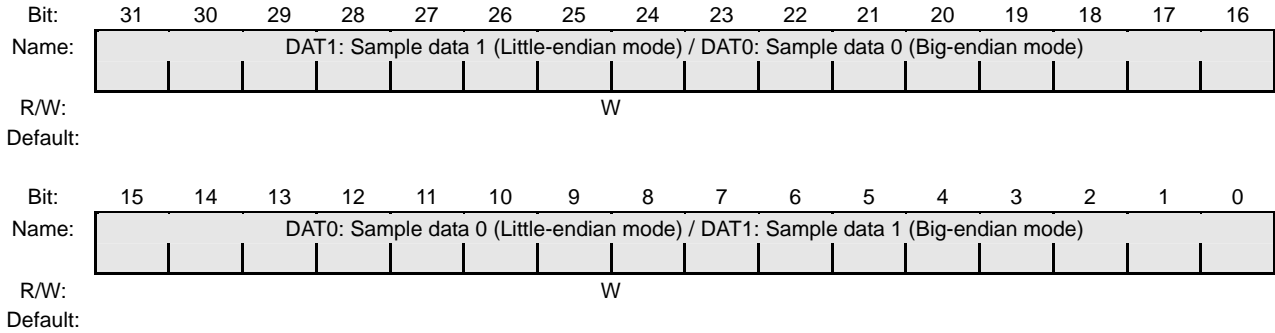 Bit: 31 30 29 28 27 26 25 24 23 22 21 20 19 18 17 16
Name: DAT1: Sample data 1 (Little-endian mode) / DAT0: Sample data 0 (Big-endian mode)
R/W: W
Default:
Bit: 15 14 13 12 11 10 9 8 7 6 5 4 3 2 1 0
Name: DAT0: Sample data 0 (Little-endian mode) / DAT1: Sample data 1 (Big-endian mode)
R/W: W
Default: